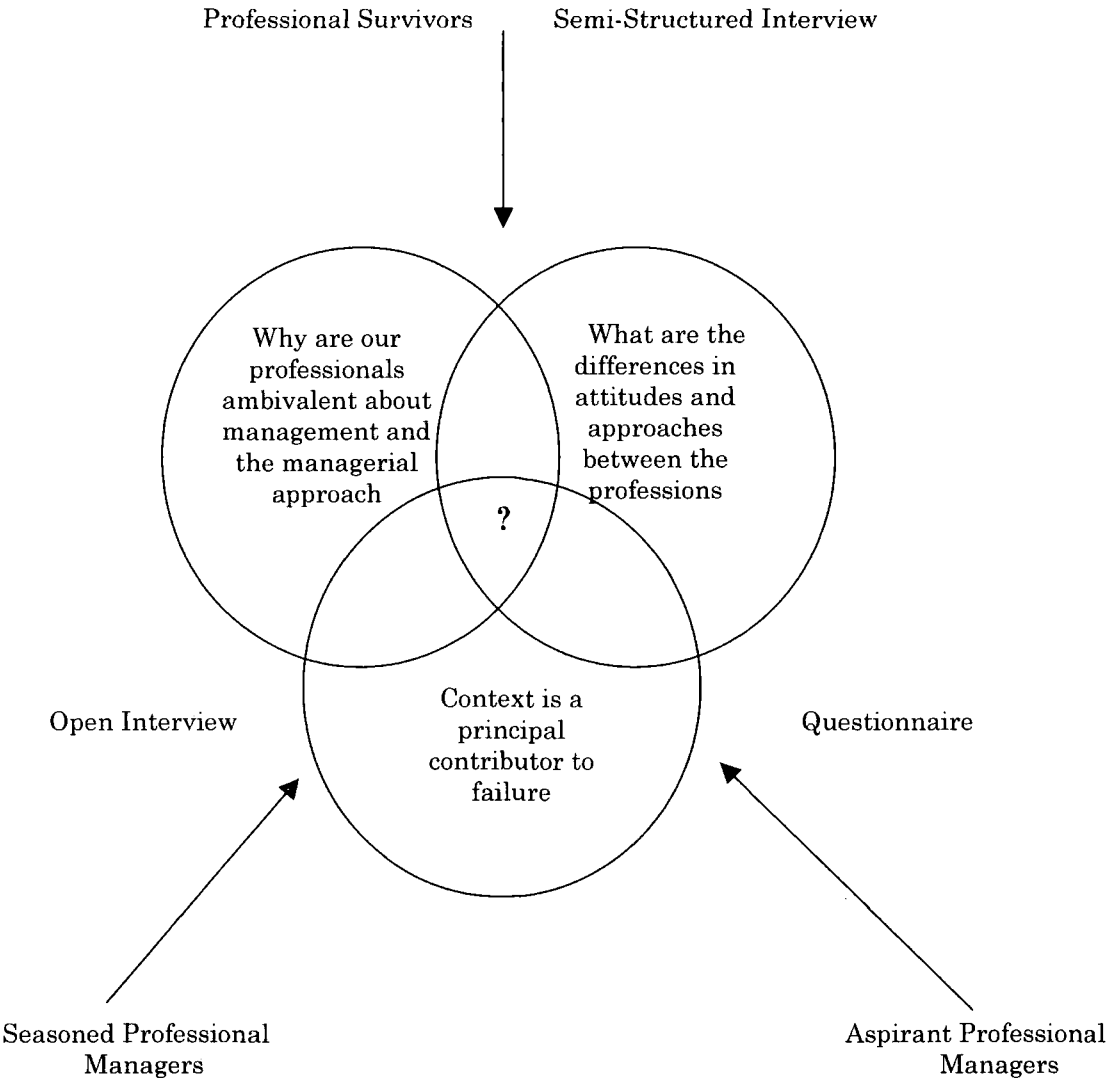 Professional Survivors
Semi-Structured Interview
Why are our
professionals
ambivalent about
management and
the managerial
approach
What are the
differences in
attitudes and
approaches
between the
professions
?
Context is a
principal
contributor to
failure
Open Interview
Questionnaire
Seasoned Professional
Managers
Aspirant Professional
Managers